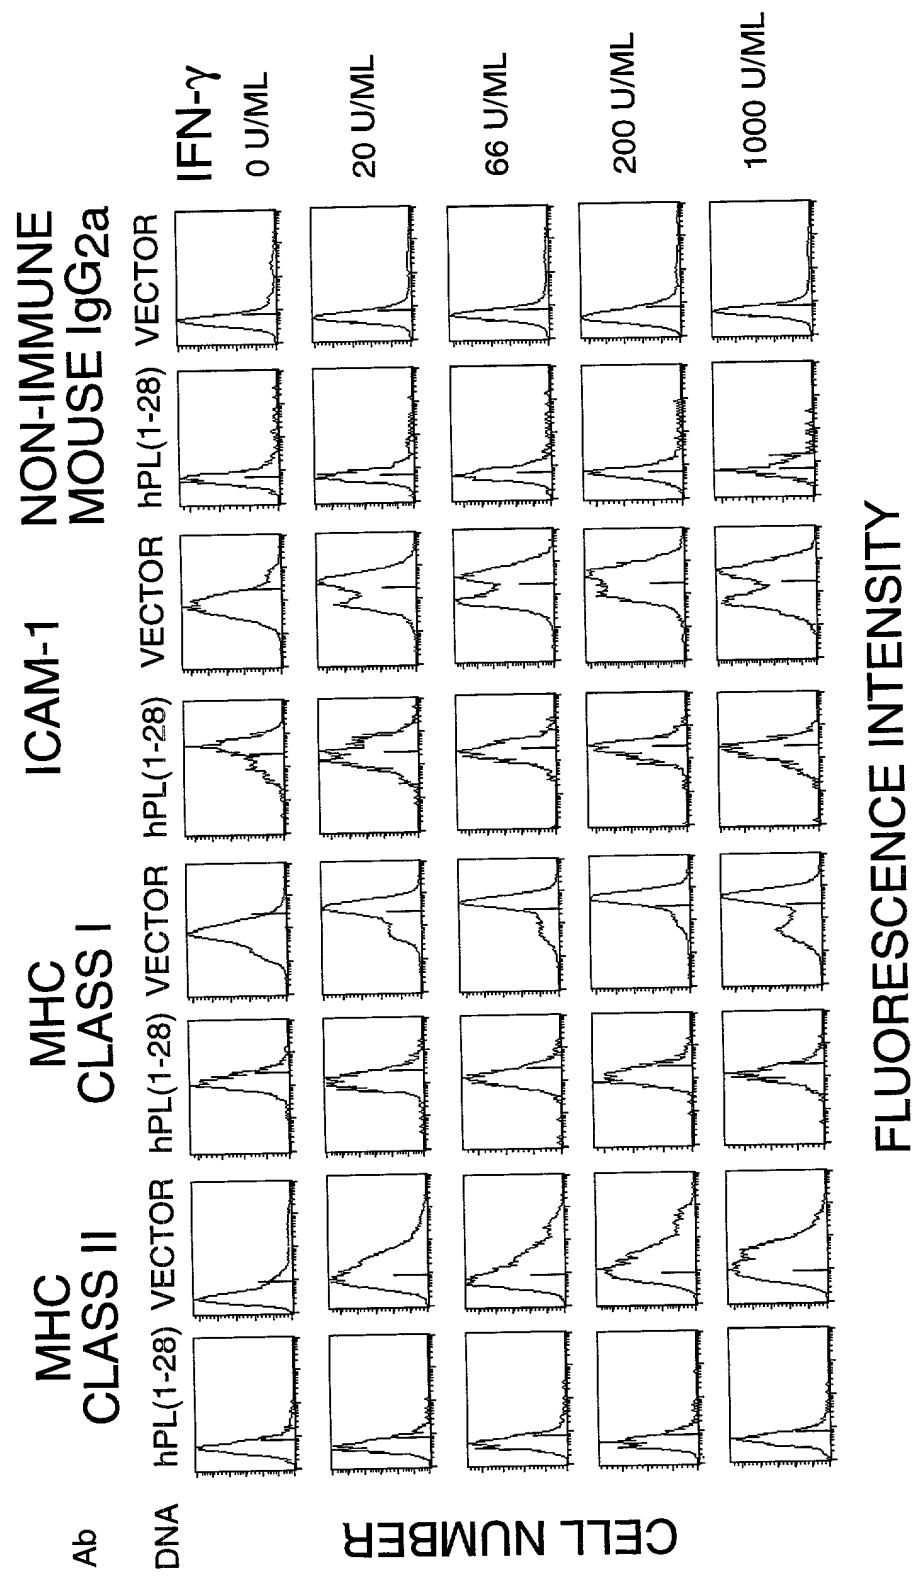 Ab
MHC
CLASS II
MHC
CLASS I
ICAM-1
NON-IMMUNE
MOUSE IgG2a
DNA
hPL(1-28)
VECTOR
hPL(1-28)
VECTOR
hPL(1-28)
VECTOR
hPL(1-28)
VECTOR
IFN-γ
0 U/ML
20 U/ML
66 U/ML
200 U/ML
1000 U/ML
CELL NUMBER
FLUORESCENCE INTENSITY